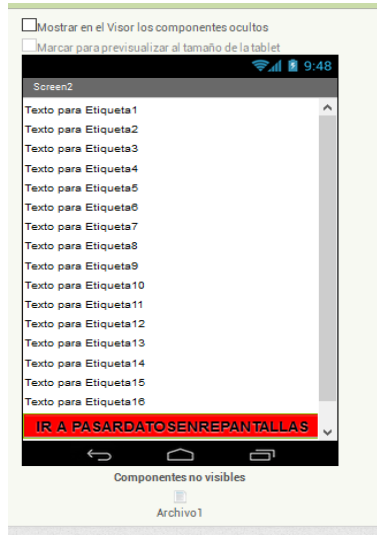 Mostrar en el Visor los componentes ocultos
Marcar para previsualizar al tamaño de la tablet
9:48
Screen2
Texto para Etiqueta1
Texto para Etiqueta2
Texto para Etiqueta3
Texto para Etiqueta4
Texto para Etiqueta5
Texto para Etiqueta6
Texto para Etiqueta7
Texto para Etiqueta8
Texto para Etiqueta9
Texto para Etiqueta10
Texto para Etiqueta11
Texto para Etiqueta12
Texto para Etiqueta13
Texto para Etiqueta14
Texto para Etiqueta15
Texto para Etiqueta16
IR A PASARDATOSENREPANTALLAS
Componentes no visibles
Archivo1